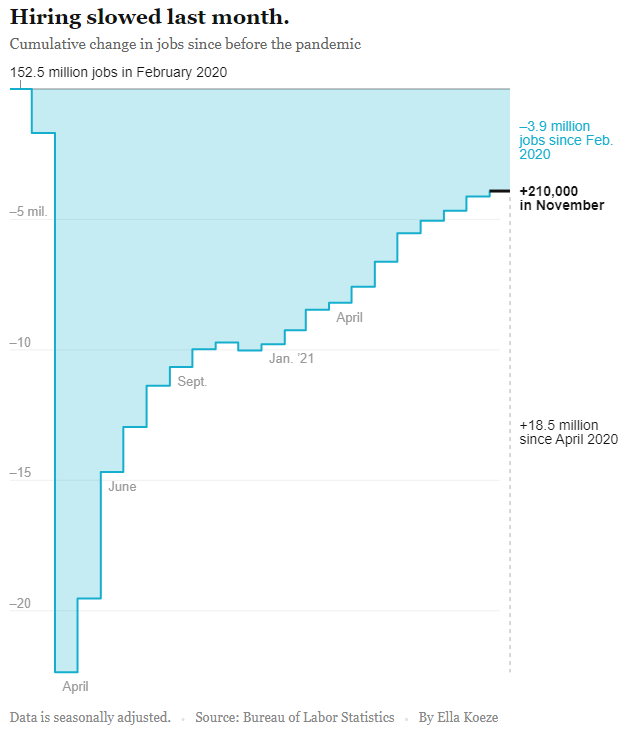 Hiring slowed last month.
Cumulative change in jobs since before the pandemic
152.5 million jobs in February 2020
–3.9 million
jobs since Feb.
2020
+210,000
in November
–5 mil.
April
–10
Jan. ’21
Sept.
+18.5 million
since April 2020
–15
June
–20
April
Data is seasonally adjusted. • Source: Bureau of Labor Statistics • By Ella Koeze